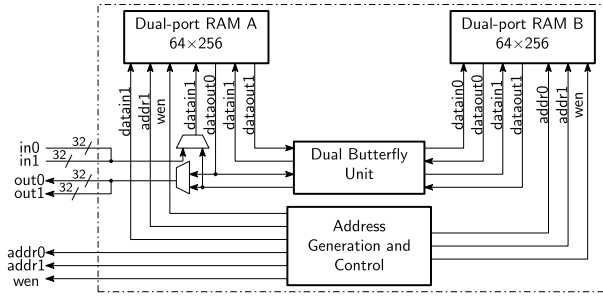 Dual-port RAM A
64×256
Dual-port RAM B
64×256
datain1
addr1
wen
datain1
dataout0
datain1
dataout1
datain0
dataout0
datain1
dataout1
addr0
addr1
wen
in0
32
in1
32
out0
32
out1
32
Dual Butterfly
Unit
Address
Generation and
Control
addr0
addr1
wen